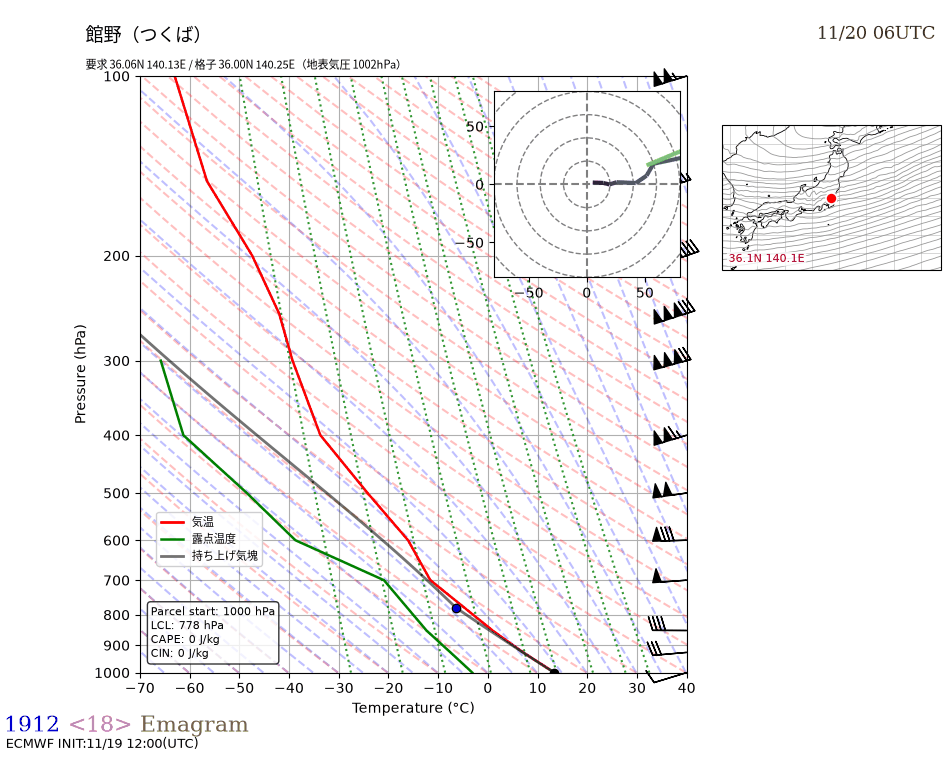 館野（つくば）
11/20 06UTC
要求 36.06N 140.13E / 格子 36.00N 140.25E（地表気圧 1002hPa）
100
200
300
400
500
600
700
800
900
1000
Pressure (hPa)
−70 −60 −50 −40 −30 −20 −10 0 10 20 30 40
Temperature (°C)
50
0
−50
−50 0 50
36.1N 140.1E
気温
露点温度
持ち上げ気塊
Parcel start: 1000 hPa
LCL: 778 hPa
CAPE: 0 J/kg
CIN: 0 J/kg
1912 <18> Emagram
ECMWF INIT:11/19 12:00(UTC)